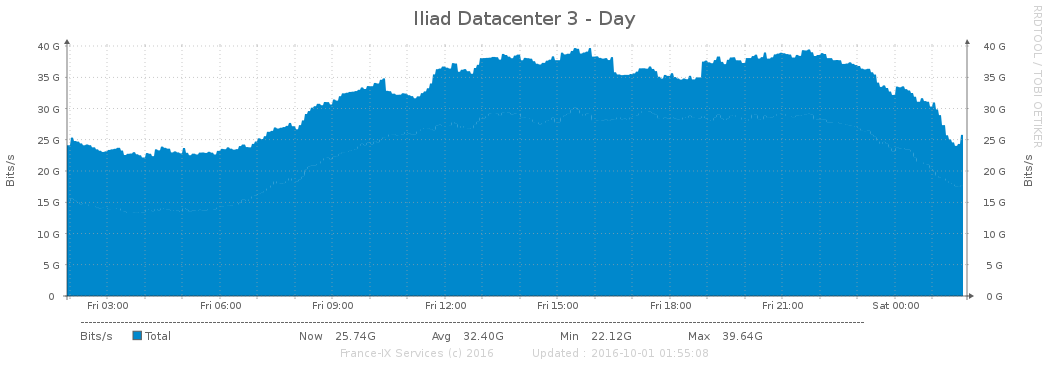 Iliad Datacenter 3 - Day
RRDTOOL / TOBI OETIKER
Bits/s
40 G
35 G
30 G
25 G
20 G
15 G
10 G
5 G
0
40 G
35 G
30 G
25 G
20 G
15 G
10 G
5 G
0 G
Bits/s
Fri 03:00 Fri 06:00 Fri 09:00 Fri 12:00 Fri 15:00 Fri 18:00 Fri 21:00 Sat 00:00
Bits/s Total Now 25.74G Avg 32.40G Min 22.12G Max 39.64G
France-IX Services (c) 2016 Updated : 2016-10-01 01:55:08